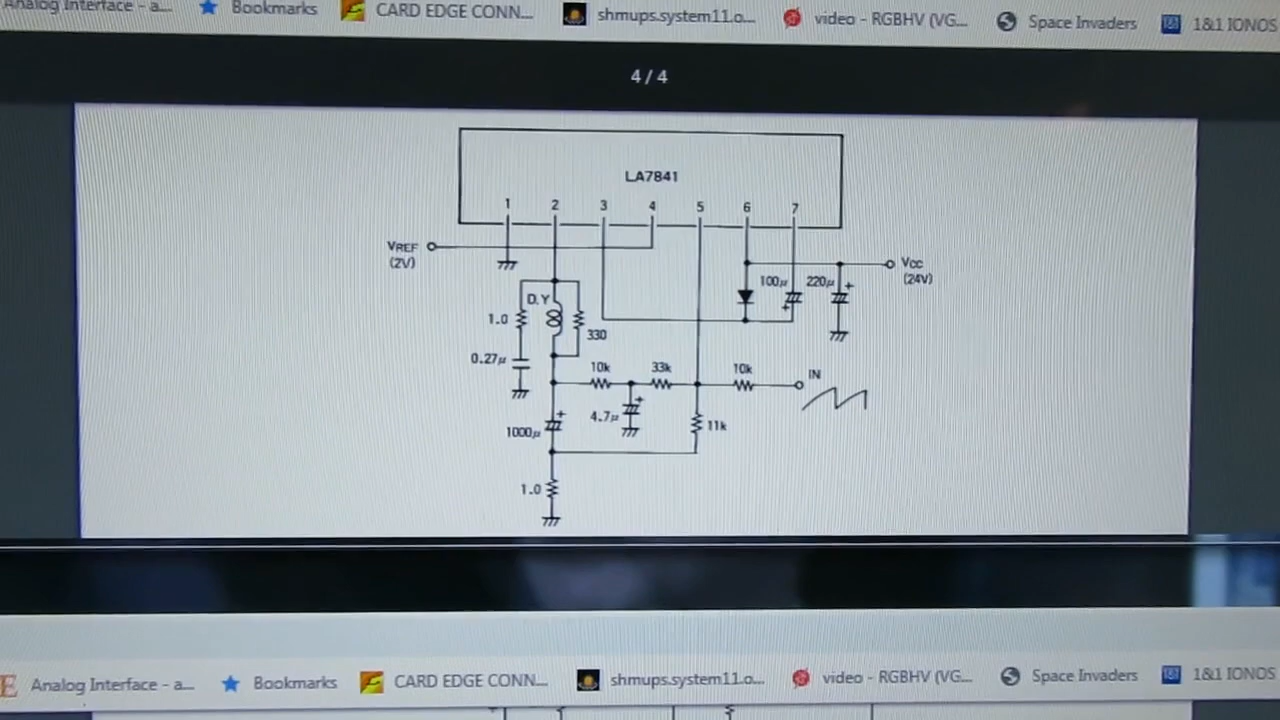 Analog Interface - a... Bookmarks CARD EDGE CONN... shmups.system11.o... video - RGBHV (VG... Space Invaders 1&1 IONOS
4 / 4
LA7841
1 2 3 4 5 6 7
VREF
(2V)
VCC
(24V)
100μ 220μ +
+
D.Y
1.0
330
0.27μ
10k 33k 10k IN
+
4.7μ
+
1000μ
11k
1.0
E Analog Interface - a... Bookmarks CARD EDGE CONN... shmups.system11.o... video - RGBHV (VG... Space Invaders 1&1 IONOS